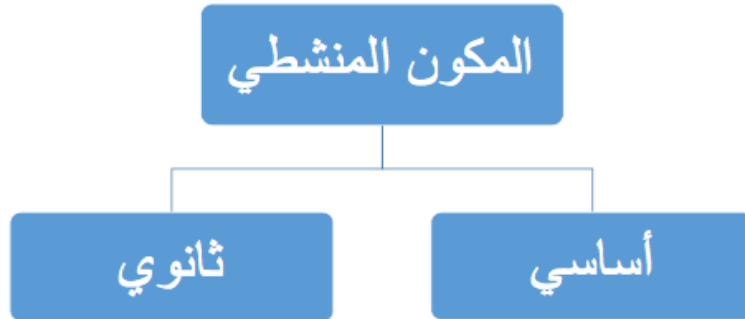 المكون المنشطي
أساسي
ثانوي